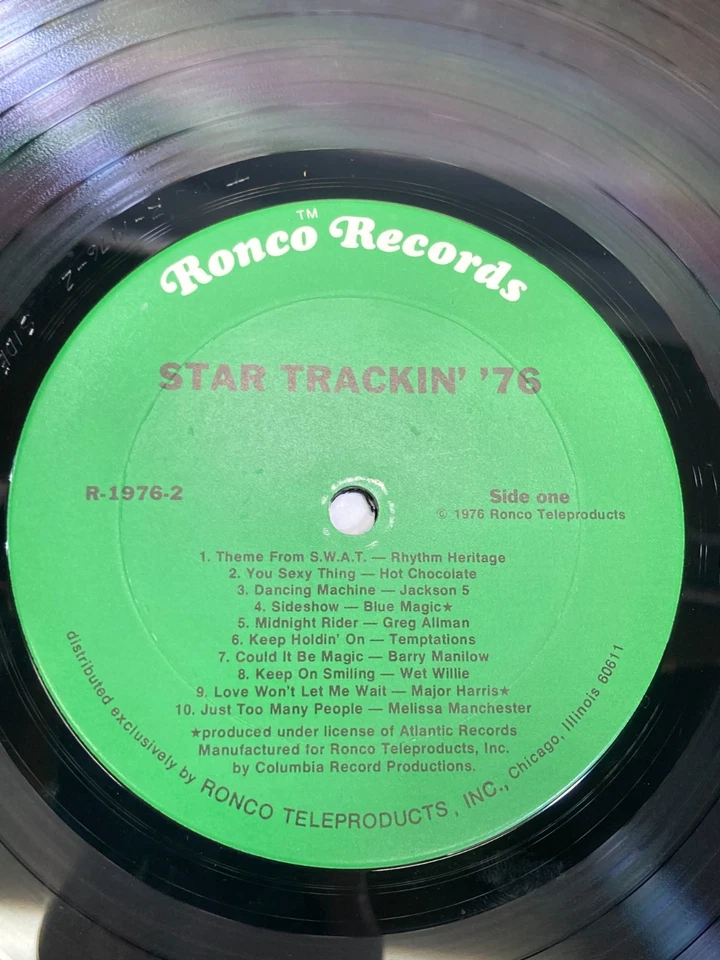 Ronco Records™
STAR TRACKIN' '76
R-1976-2
Side one
© 1976 Ronco Teleproducts
1. Theme From S.W.A.T. — Rhythm Heritage
2. You Sexy Thing — Hot Chocolate
3. Dancing Machine — Jackson 5
4. Sideshow — Blue Magic★
5. Midnight Rider — Greg Allman
6. Keep Holdin' On — Temptations
7. Could It Be Magic — Barry Manilow
8. Keep On Smiling — Wet Willie
9. Love Won't Let Me Wait — Major Harris★
10. Just Too Many People — Melissa Manchester
★produced under license of Atlantic Records
Manufactured for Ronco Teleproducts, Inc.
by Columbia Record Productions.
distributed exclusively by RONCO TELEPRODUCTS, INC., Chicago, Illinois 60611
SIDE